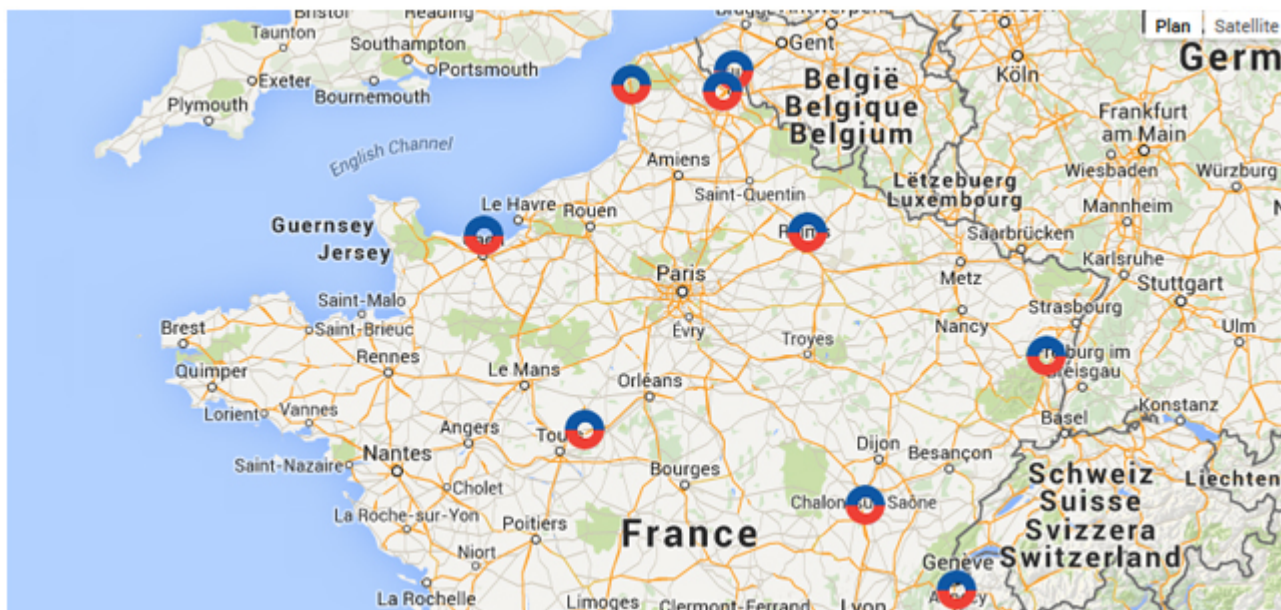 Bristol
Reading
Brugge
Antwerpen
Düsseldorf
Plan
Satellite
Taunton
Southampton
Gent
Germ
Exeter
Portsmouth
Köln
Bournemouth
België
Belgique
Belgium
Plymouth
Frankfurt
am Main
English Channel
Amiens
Wiesbaden
Würzburg
Saint-Quentin
Lëtzebuerg
Luxembourg
Le Havre
Rouen
Mannheim
Guernsey
Jersey
Saarbrücken
Karlsruhe
Paris
Metz
Stuttgart
Saint-Malo
Strasbourg
Brest
Saint-Brieuc
Évry
Nancy
Ulm
Troyes
Rennes
Quimper
Le Mans
Orléans
Breisgau
Lorient
Vannes
Basel
Konstanz
Angers
Nantes
Dijon
Besançon
Saint-Nazaire
Bourges
Schweiz
Suisse
Svizzera
Switzerland
Liechten
Cholet
Chalon-sur-Saône
La Roche-sur-Yon
Poitiers
France
Niort
Genève
La Rochelle
Limoges
Clermont-Ferrand
Lyon